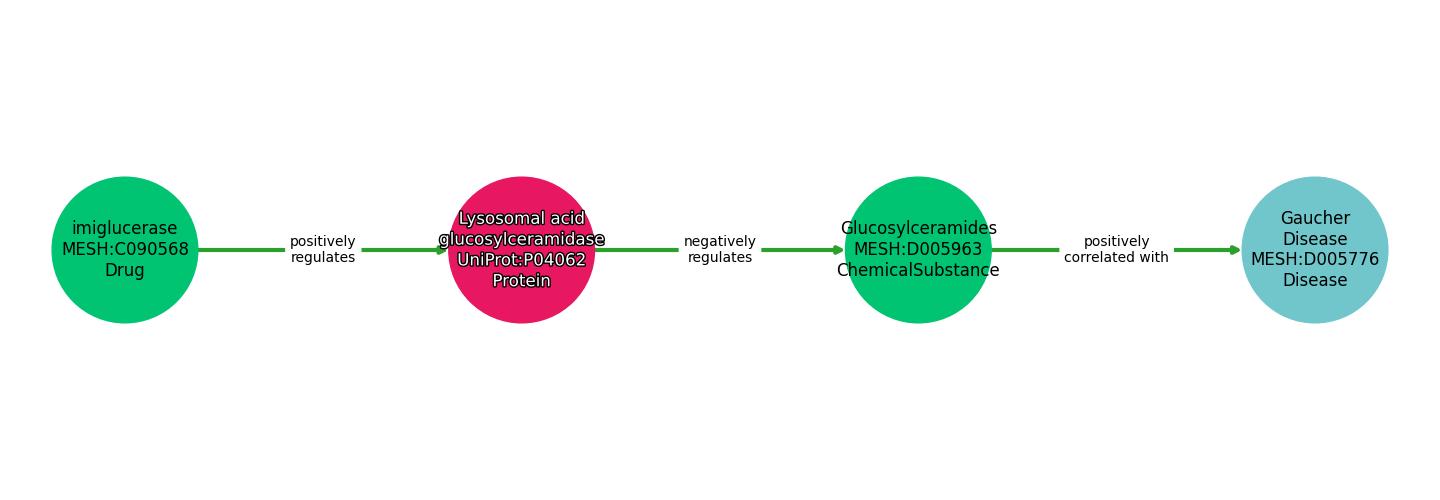 imiglucerase
MESH:C090568
Drug
positively
regulates
Lysosomal acid
glucosylceramidase
UniProt:P04062
Protein
negatively
regulates
Glucosylceramides
MESH:D005963
ChemicalSubstance
positively
correlated with
Gaucher
Disease
MESH:D005776
Disease